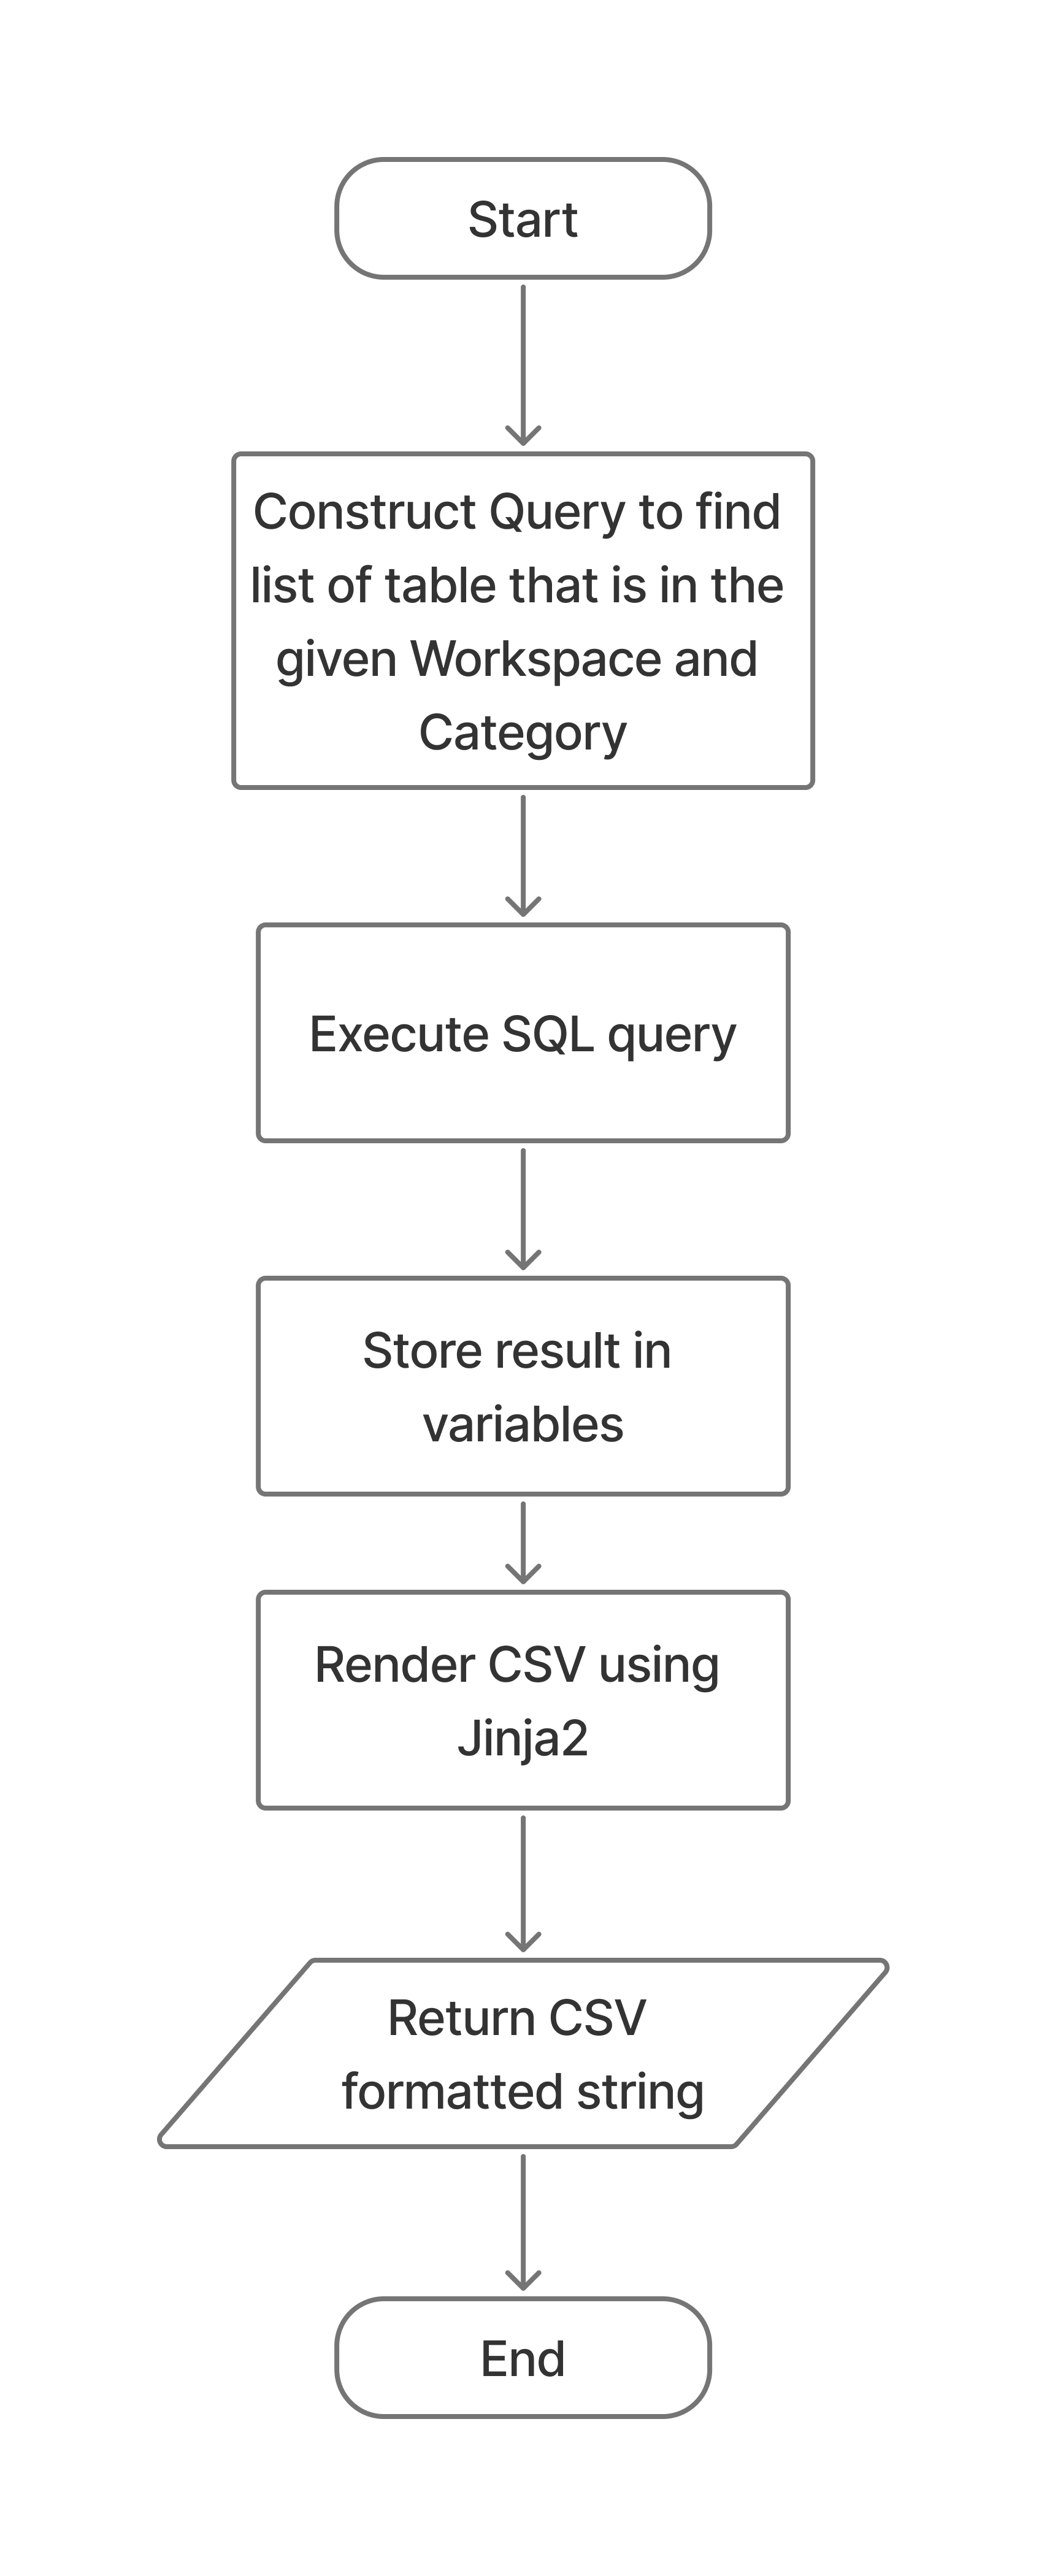 Start
Construct Query to find
list of table that is in the
given Workspace and
Category
Execute SQL query
Store result in
variables
Render CSV using
Jinja2
Return CSV
formatted string
End